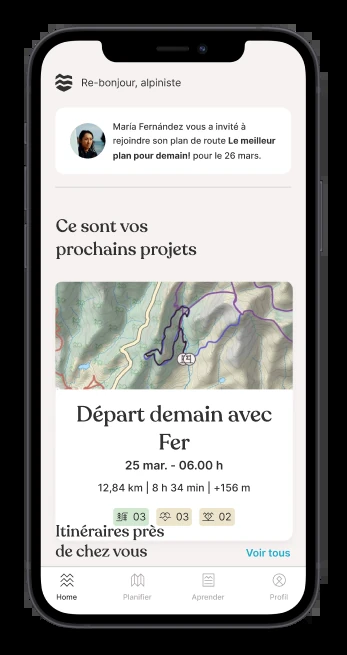 Re-bonjour, alpiniste
María Fernández vous a invité à
rejoindre son plan de route Le meilleur
plan pour demain! pour le 26 mars.
Ce sont vos
prochains projets
Départ demain avec
Fer
25 mar. - 06.00 h
12,84 km | 8 h 34 min | +156 m
03 03 02
Itinéraires près
de chez vous
Voir tous
Home Planifier Aprender Profil